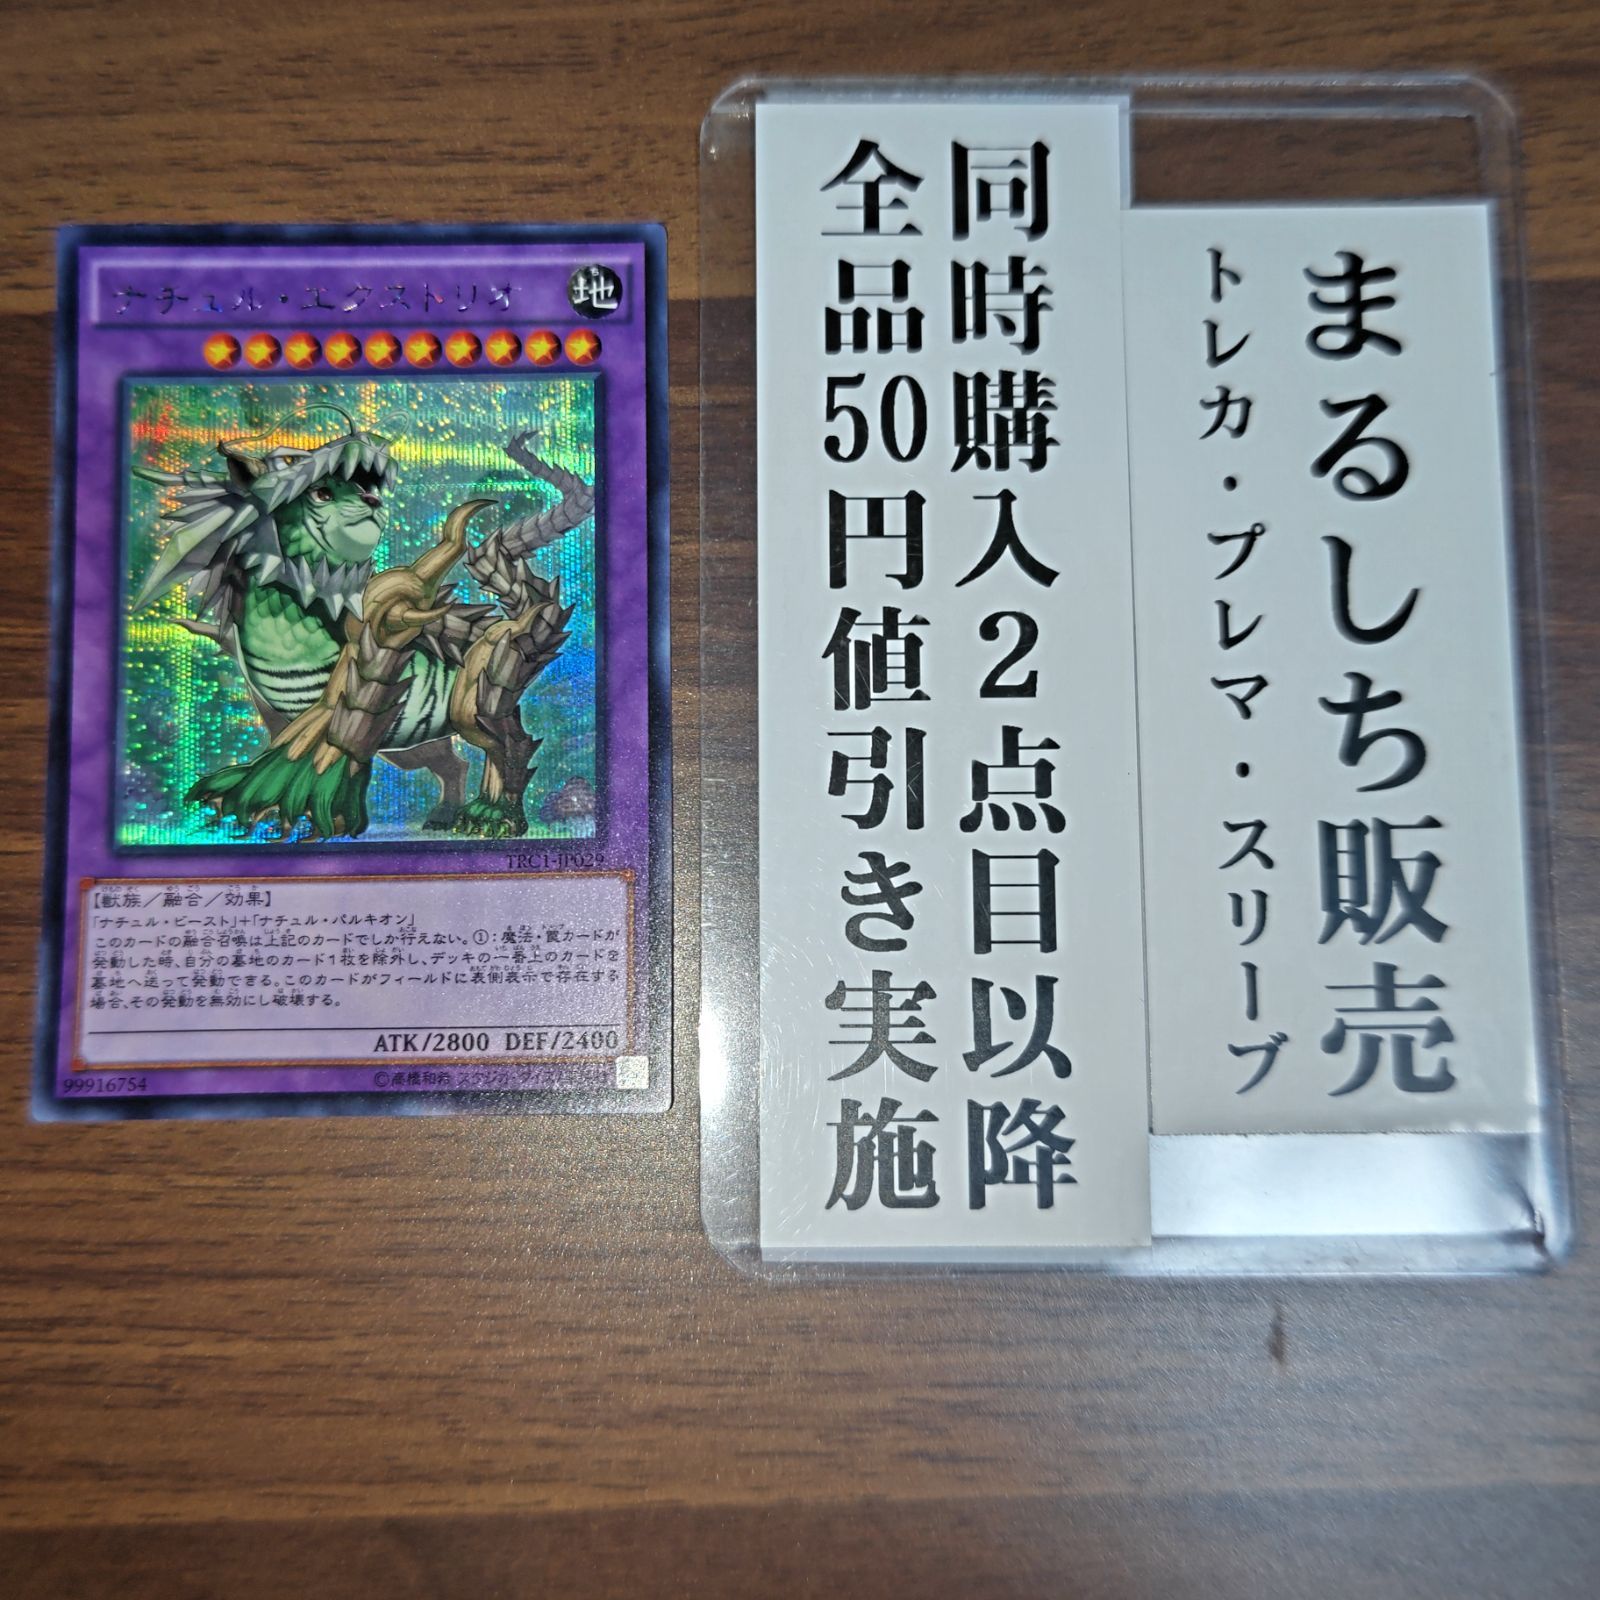 ナチュル・エクストリオ
地
TRC1-JP029
【獣族／融合／効果】
「ナチュル・ビースト」+「ナチュル・パルキオン」
このカードの融合召喚は上記のカードでしか行えない。①：魔法・罠カードが
発動した時、自分の墓地のカード1枚を除外し、デッキの一番上のカードを
墓地へ送って発動できる。このカードがフィールドに表側表示で存在する
場合、その発動を無効にし破壊する。
ATK/2800 DEF/2400
99916754
©高橋和希 スタジオ・ダイス
まるしち販売
トレカ・プレマ・スリーブ
同時購入2点目以降
全品50円値引き実施